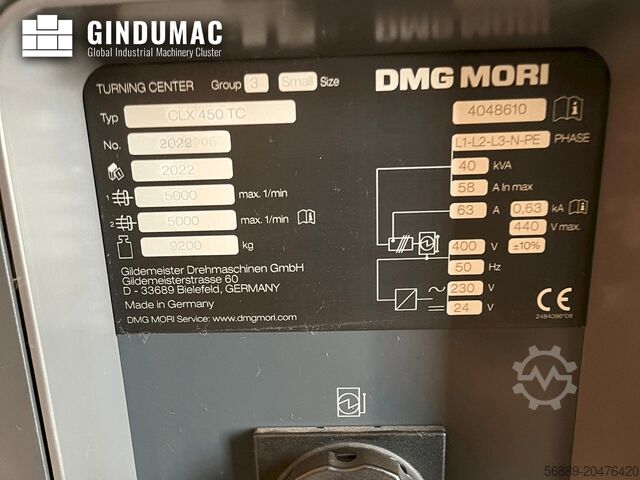 GINDUMAC
Global Industrial Machinery Cluster
TURNING CENTER Group 3 Small Size DMG MORI
Typ CLX 450 TC 4048610
No. L1-L2-L3-N-PE PHASE
2022 40 kVA
58 A In max
1 5000 max. 1/min 63 A 0,63 kA
2 5000 max. 1/min 440 V max.
9200 kg 400 V ±10%
50 Hz
230 V
24 V
Gildemeister Drehmaschinen GmbH
Gildemeisterstrasse 60
D - 33689 Bielefeld, GERMANY
Made in Germany
DMG MORI Service: www.dmgmori.com
CE
2484096*08
56889-20476420